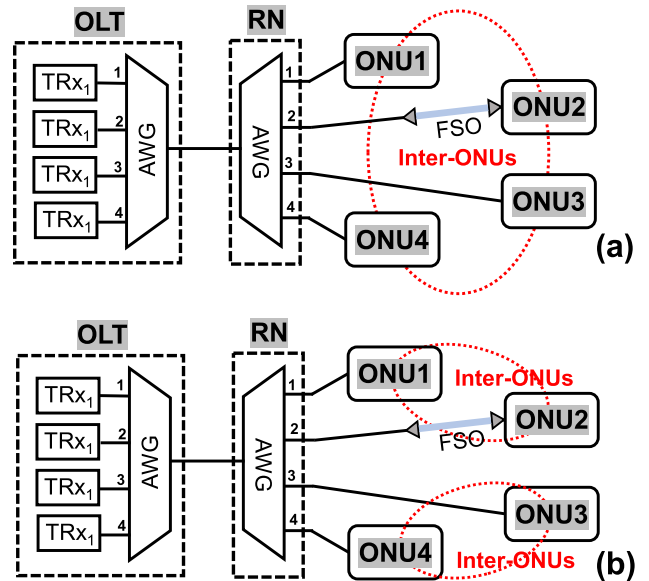 OLT
RN
TRx₁ 1
TRx₁ 2
TRx₁ 3
TRx₁ 4
AWG
AWG
1
2
3
4
ONU1
ONU2
FSO
Inter-ONUs
ONU3
ONU4
(a)
OLT
RN
TRx₁ 1
TRx₁ 2
TRx₁ 3
TRx₁ 4
AWG
AWG
1
2
3
4
ONU1
Inter-ONUs
ONU2
FSO
ONU3
ONU4
Inter-ONUs
(b)